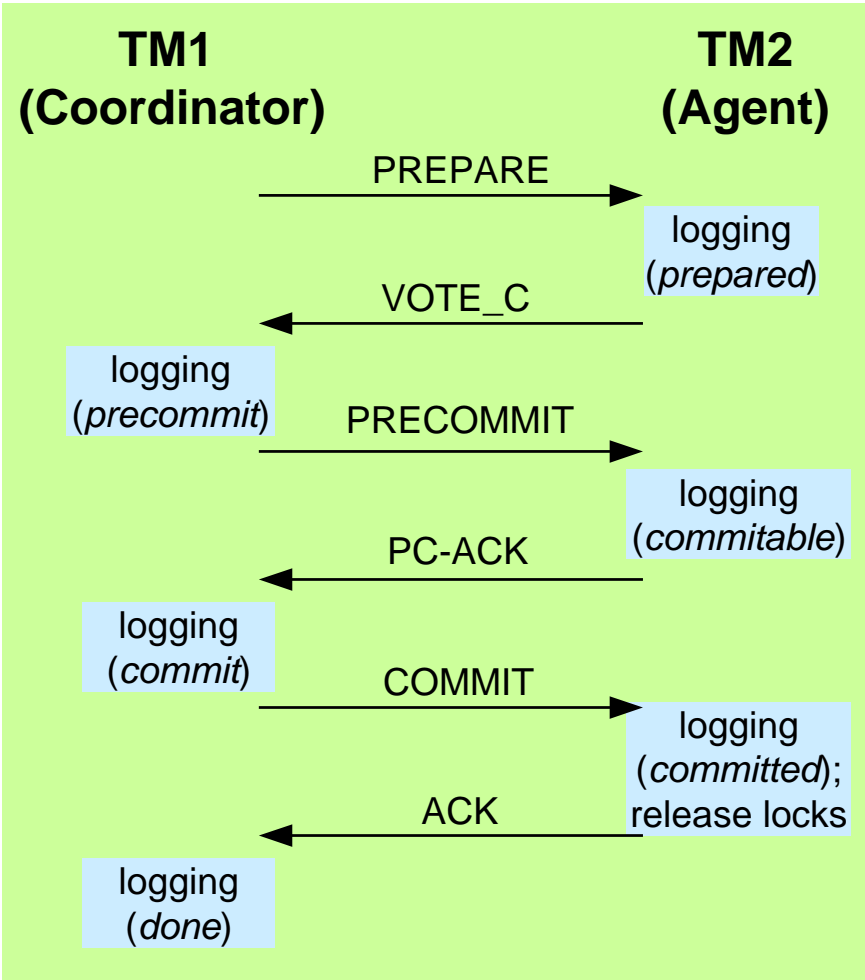 TM1
(Coordinator)
TM2
(Agent)
PREPARE
logging
(prepared)
VOTE_C
logging
(precommit)
PRECOMMIT
logging
(commitable)
PC-ACK
logging
(commit)
COMMIT
logging
(committed);
release locks
ACK
logging
(done)